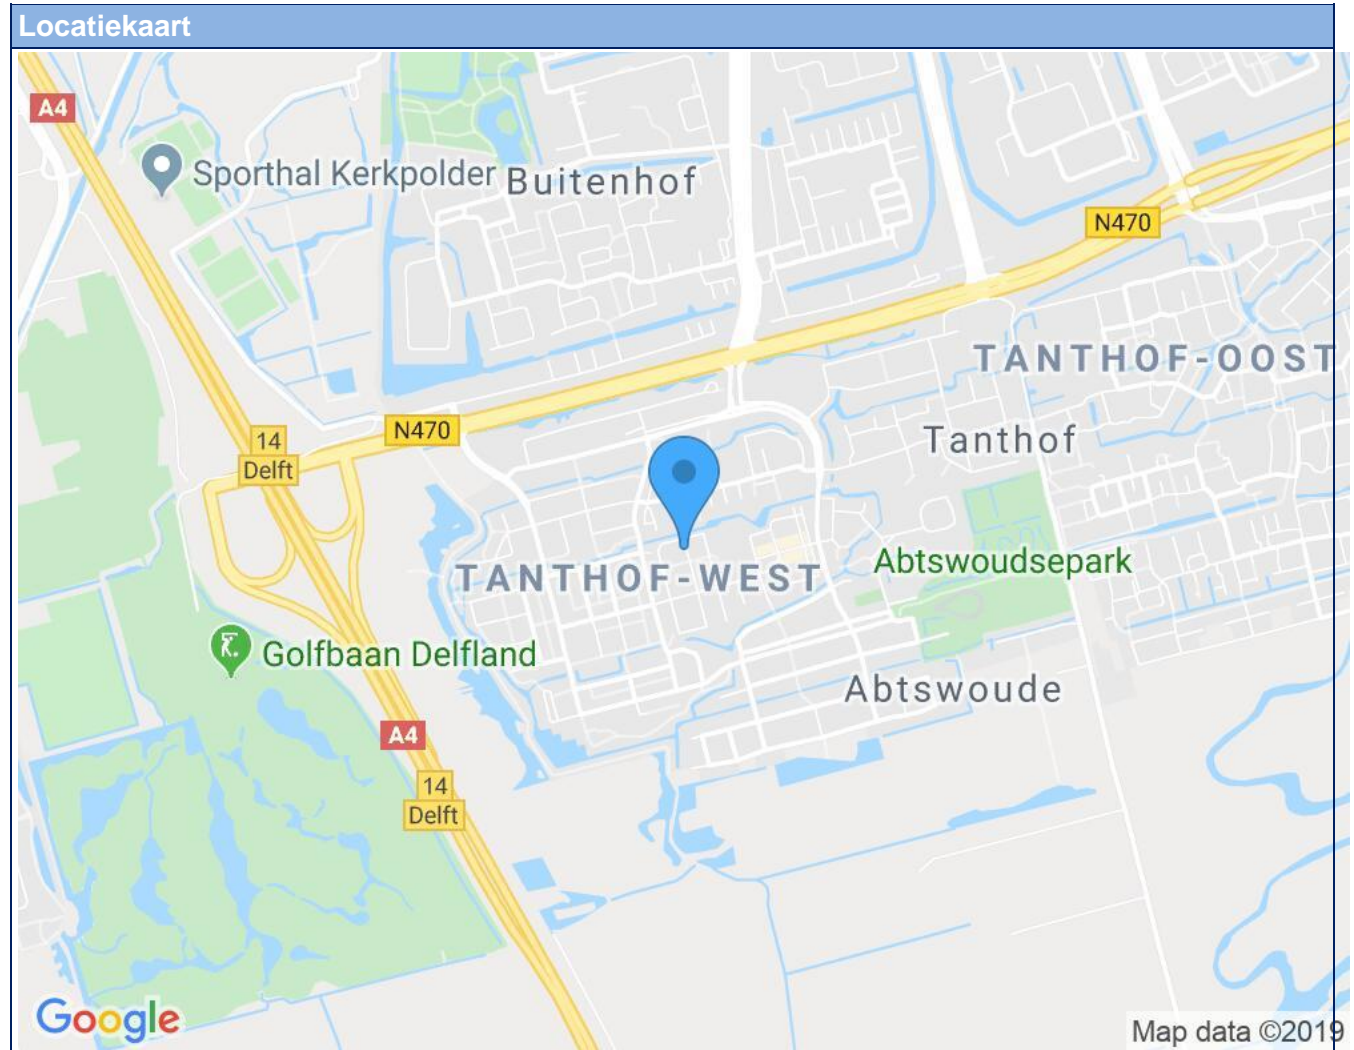 Locatiekaart
A4
Sporthal Kerkpolder
Buitenhof
N470
TANTHOF-OOST
N470
Tanthof
14
Delft
Abtswoudsepark
TANTHOF-WEST
Golfbaan Delfland
Abtswoude
A4
14
Delft
Google
Map data ©2019